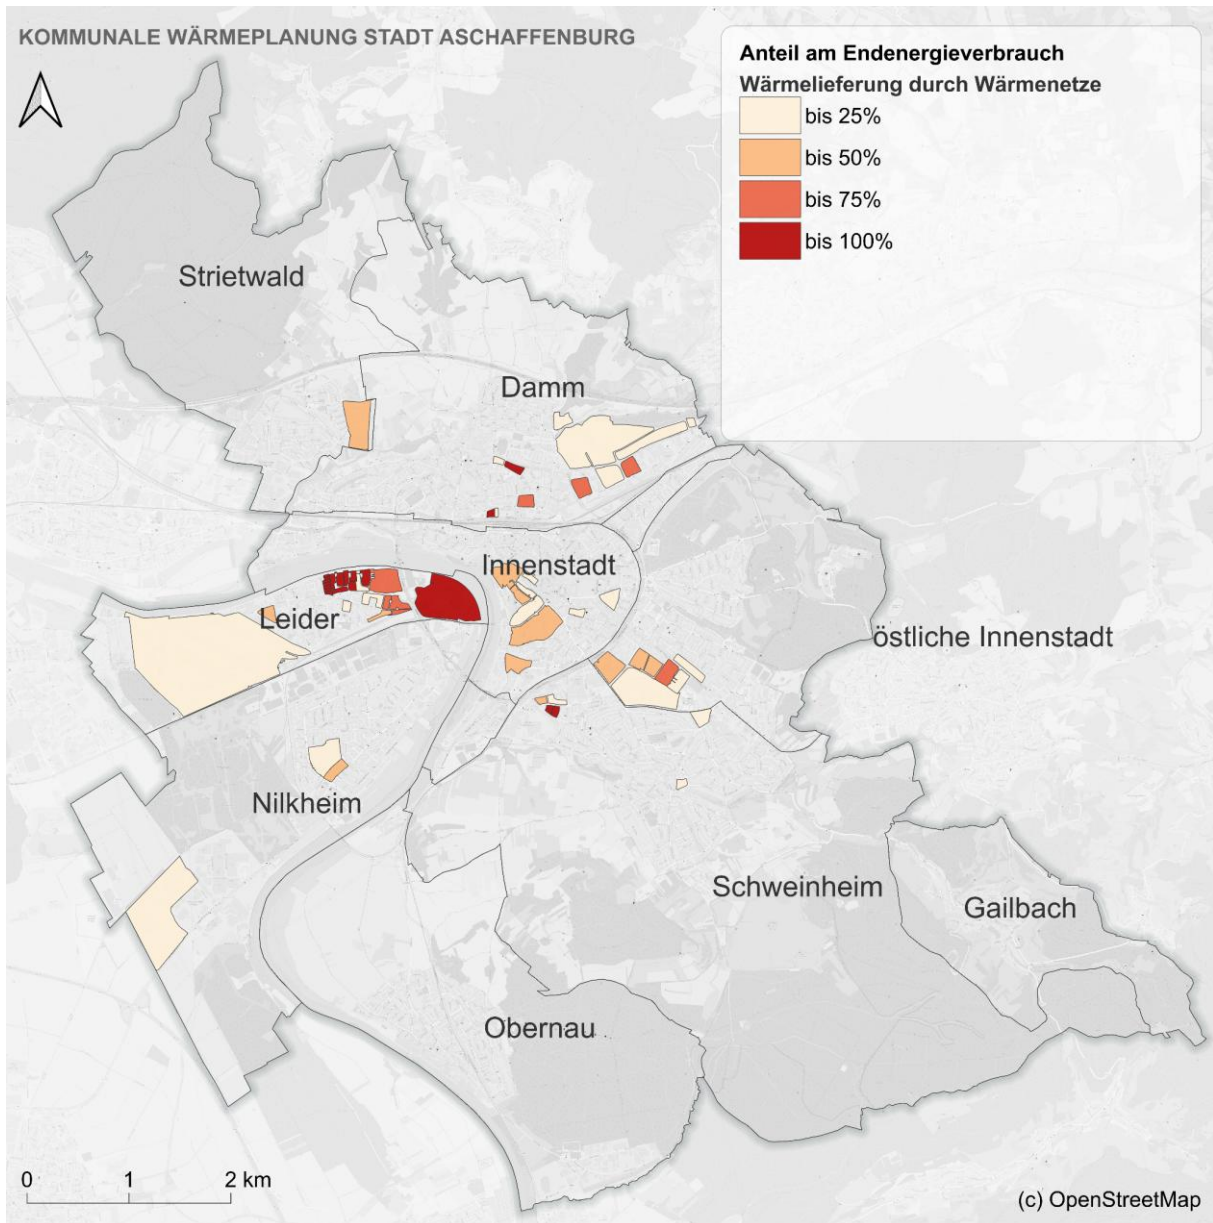 KOMMUNALE WÄRMEPLANUNG STADT ASCHAFFENBURG
Anteil am Endenergieverbrauch
Wärmelieferung durch Wärmenetze
bis 25%
bis 50%
bis 75%
bis 100%
Strietwald
Damm
Innenstadt
Leider
östliche Innenstadt
Nilkheim
Schweinheim
Gailbach
Obernau
0 1 2 km
(c) OpenStreetMap